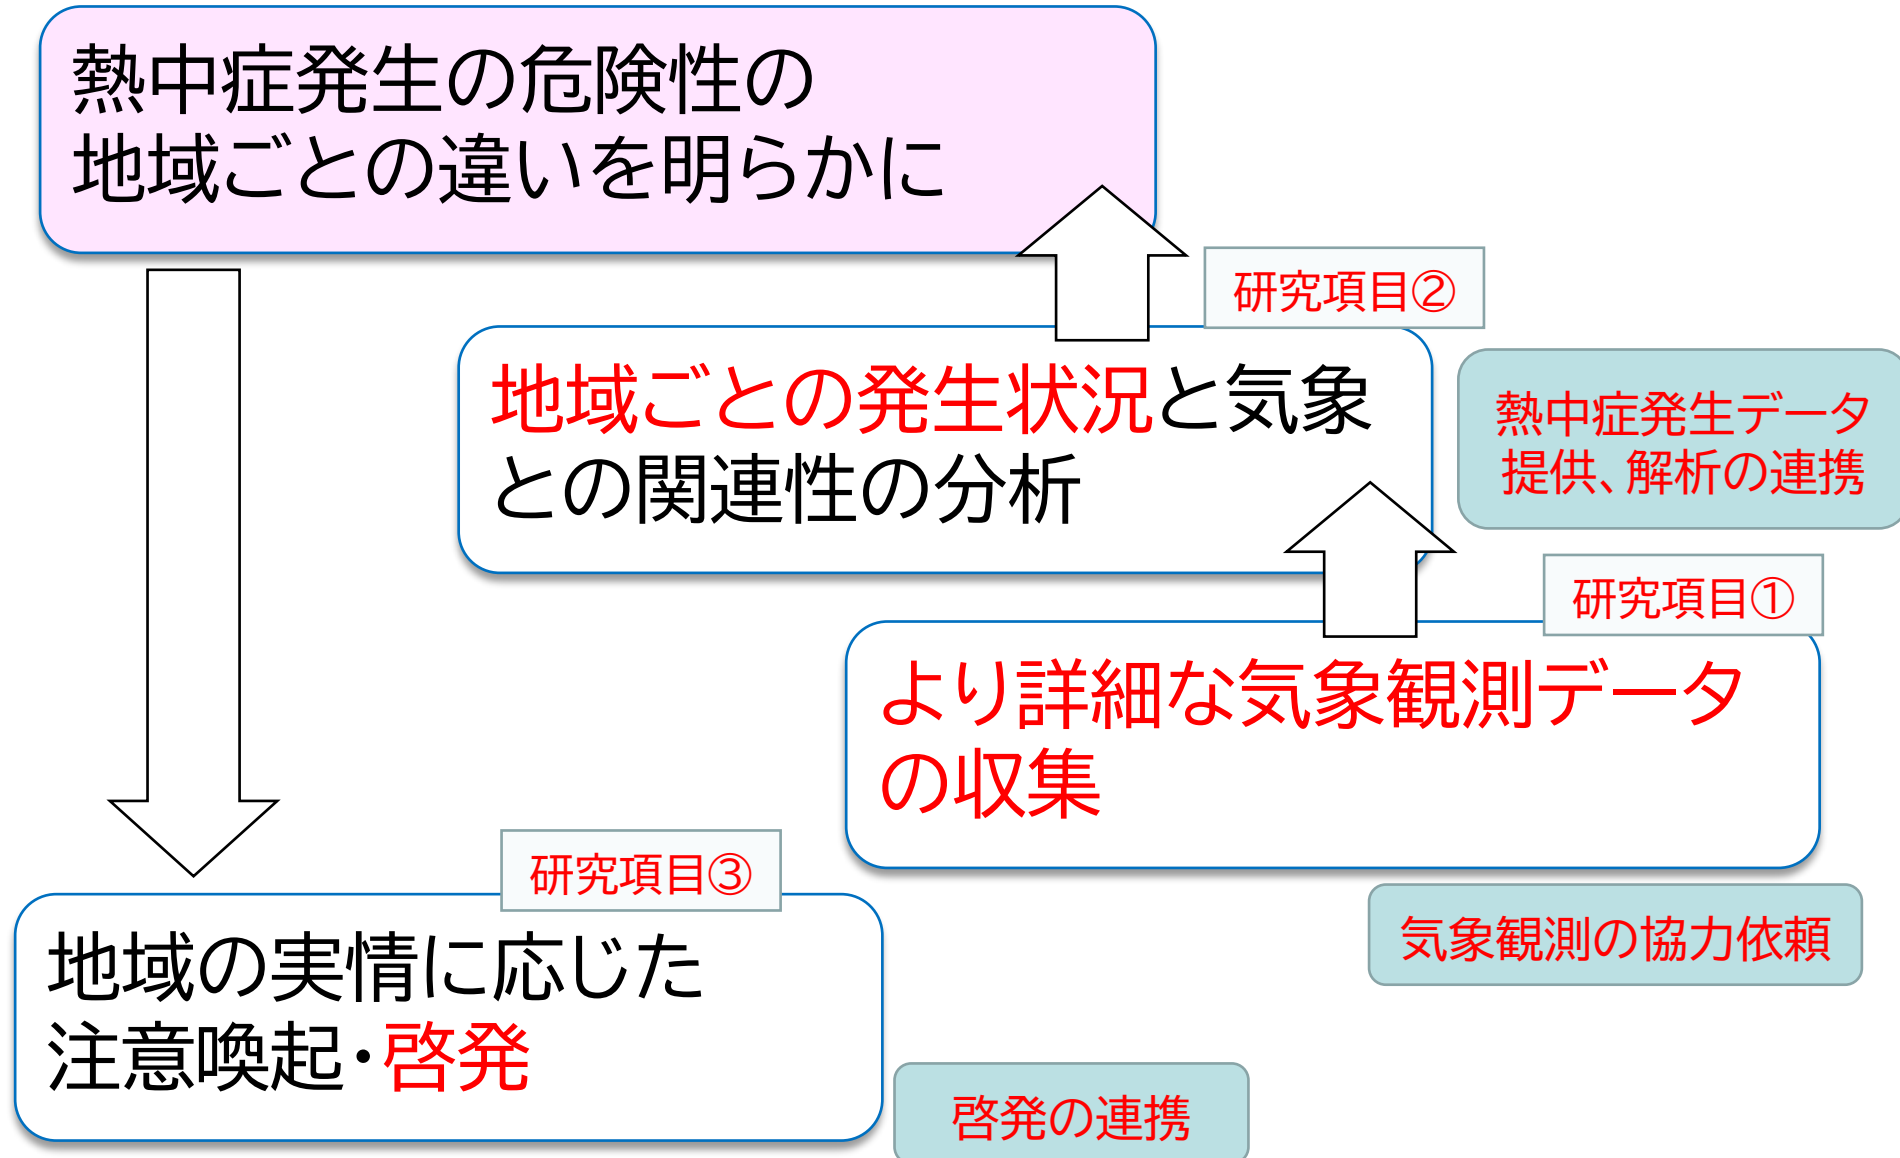 熱中症発生の危険性の
地域ごとの違いを明らかに
研究項目②
地域ごとの発生状況と気象
との関連性の分析
熱中症発生データ
提供、解析の連携
研究項目①
より詳細な気象観測データ
の収集
気象観測の協力依頼
研究項目③
地域の実情に応じた
注意喚起・啓発
啓発の連携